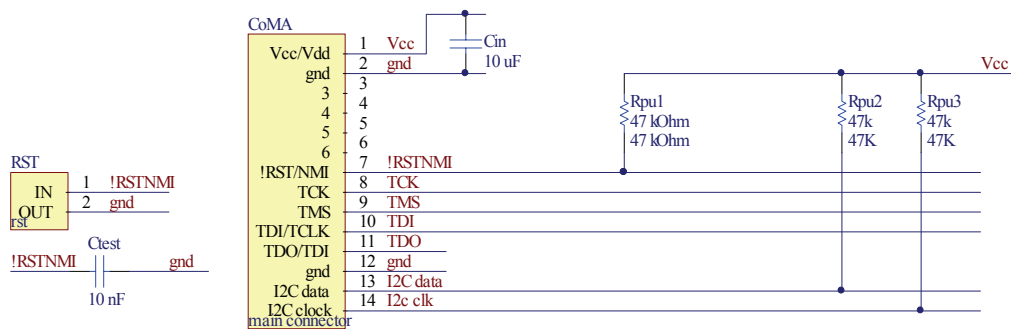 CoMA
Vcc/Vdd 1 Vcc
gnd 2 gnd
3 3
4 4
5 5
6 6
!RST/NMI 7 !RSTNMI
TCK 8 TCK
TMS 9 TMS
TDI/TCLK 10 TDI
TDO/TDI 11 TDO
gnd 12 gnd
I2C data 13 I2C data
I2C clock 14 I2c clk
main connector
Cin
10 uF
Vcc
Rpu1
47 kOhm
47 kOhm
Rpu2
47k
47K
Rpu3
47k
47K
RST
IN 1 !RSTNMI
OUT 2 gnd
rst
Ctest
!RSTNMI gnd
10 nF